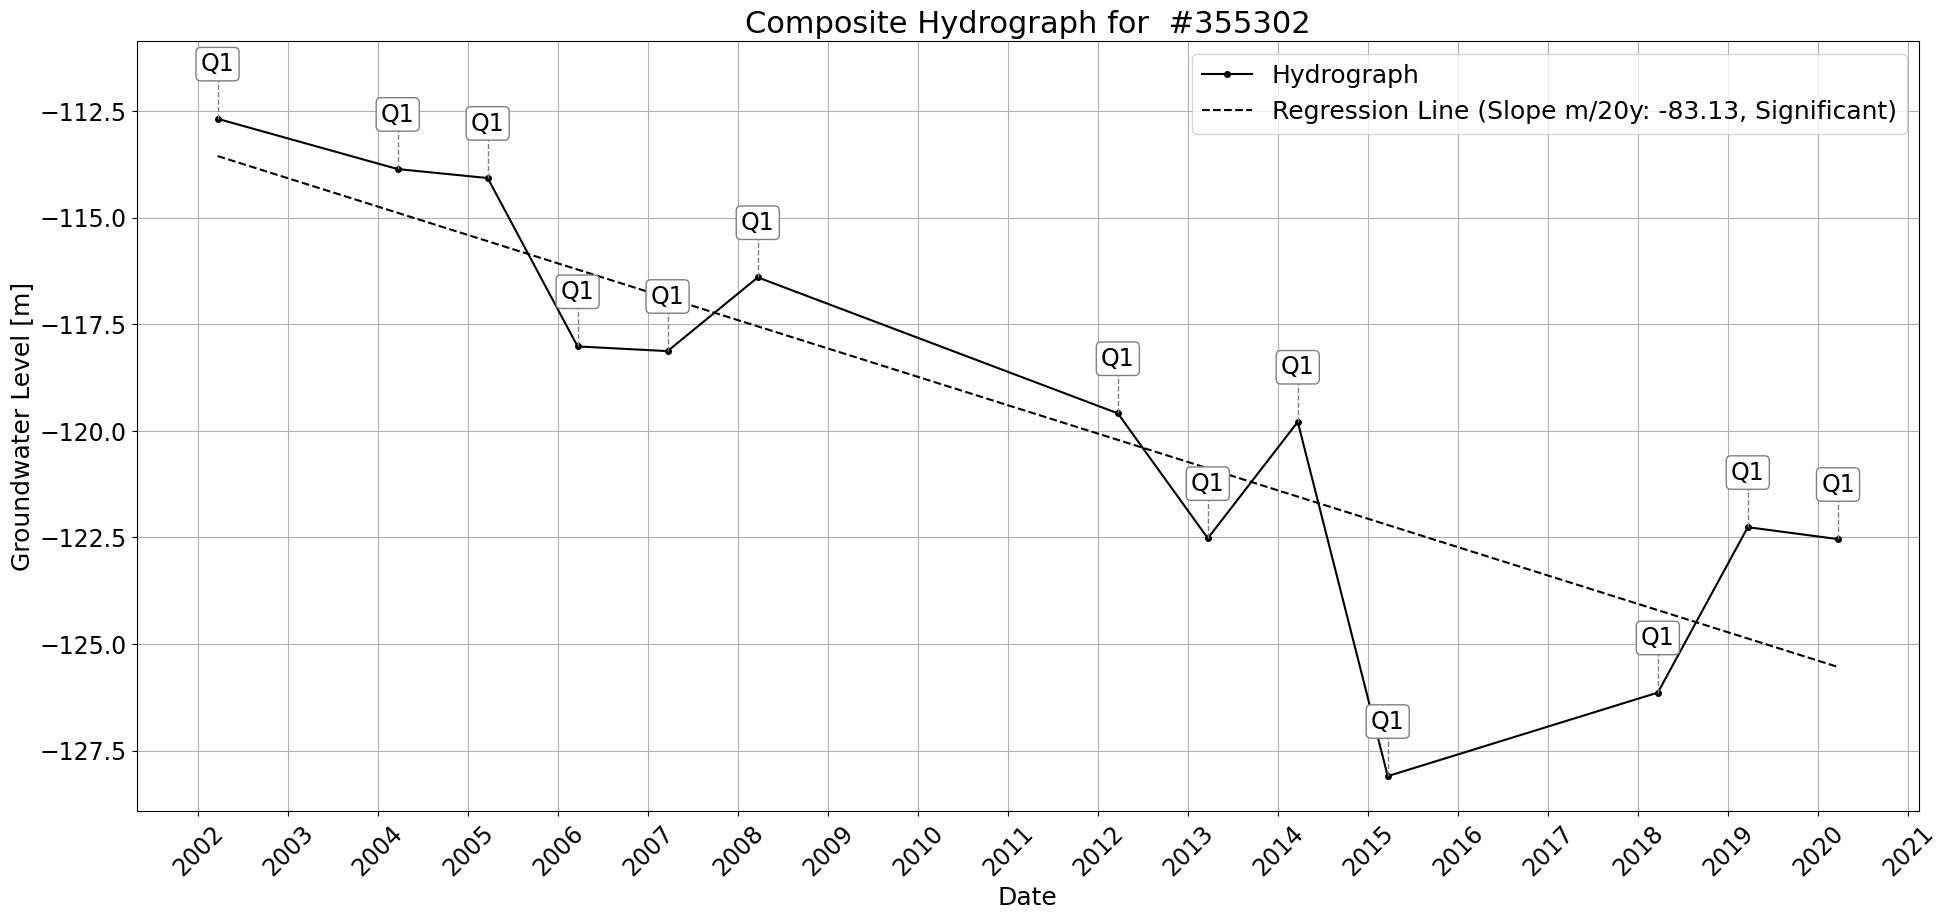 Composite Hydrograph for  #355302
Hydrograph
Regression Line (Slope m/20y: -83.13, Significant)
Q1
Q1
Q1
Q1
Q1
Q1
Q1
Q1
Q1
Q1
Q1
Q1
Q1
Groundwater Level [m]
−112.5
−115.0
−117.5
−120.0
−122.5
−125.0
−127.5
2002
2003
2004
2005
2006
2007
2008
2009
2010
2011
2012
2013
2014
2015
2016
2017
2018
2019
2020
2021
Date